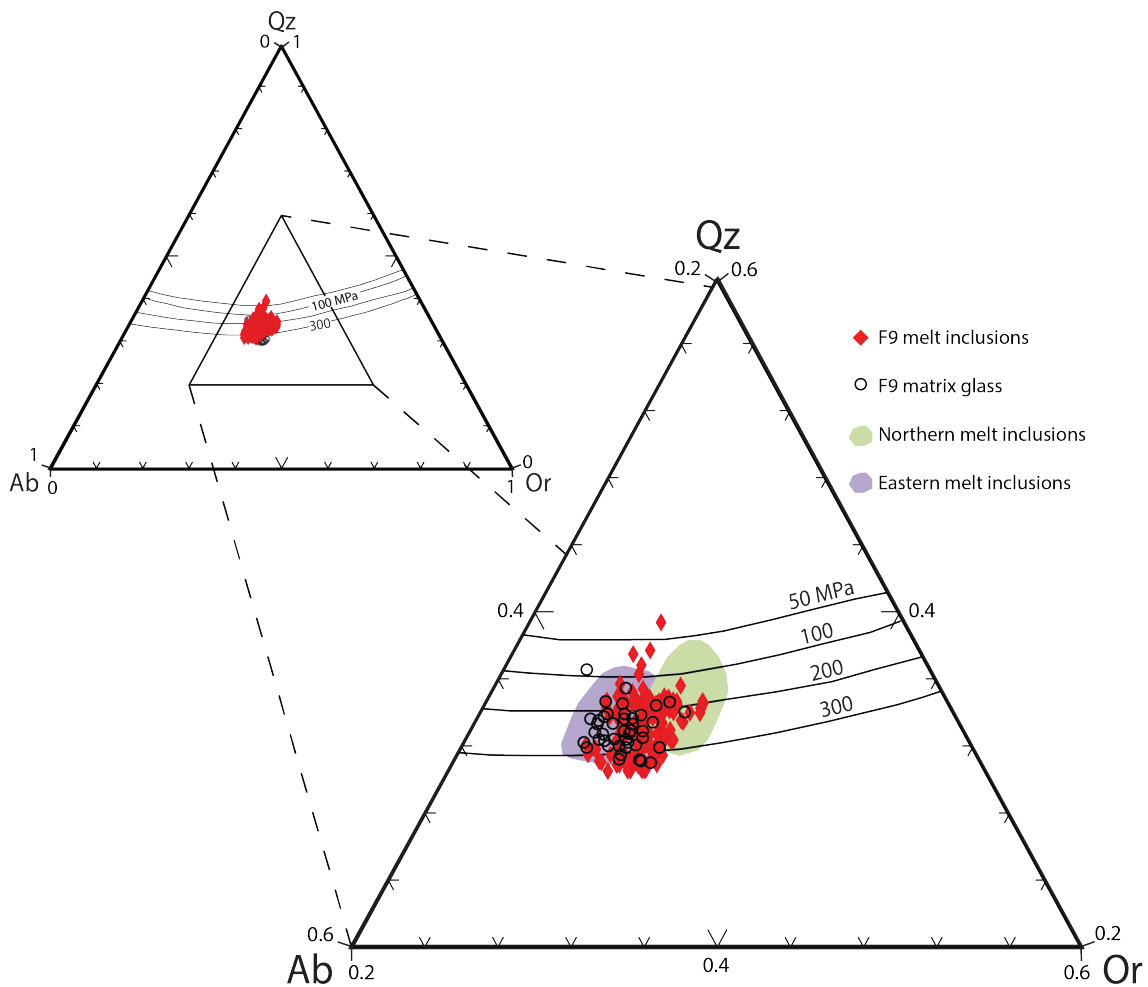 Qz
0 1
100 MPa
300
1 0
Ab 0 1 Or
Qz
0.2 0.6
F9 melt inclusions
F9 matrix glass
Northern melt inclusions
Eastern melt inclusions
50 MPa
0.4 0.4
100
200
300
0.6 0.2
Ab 0.2 0.4 0.6 Or